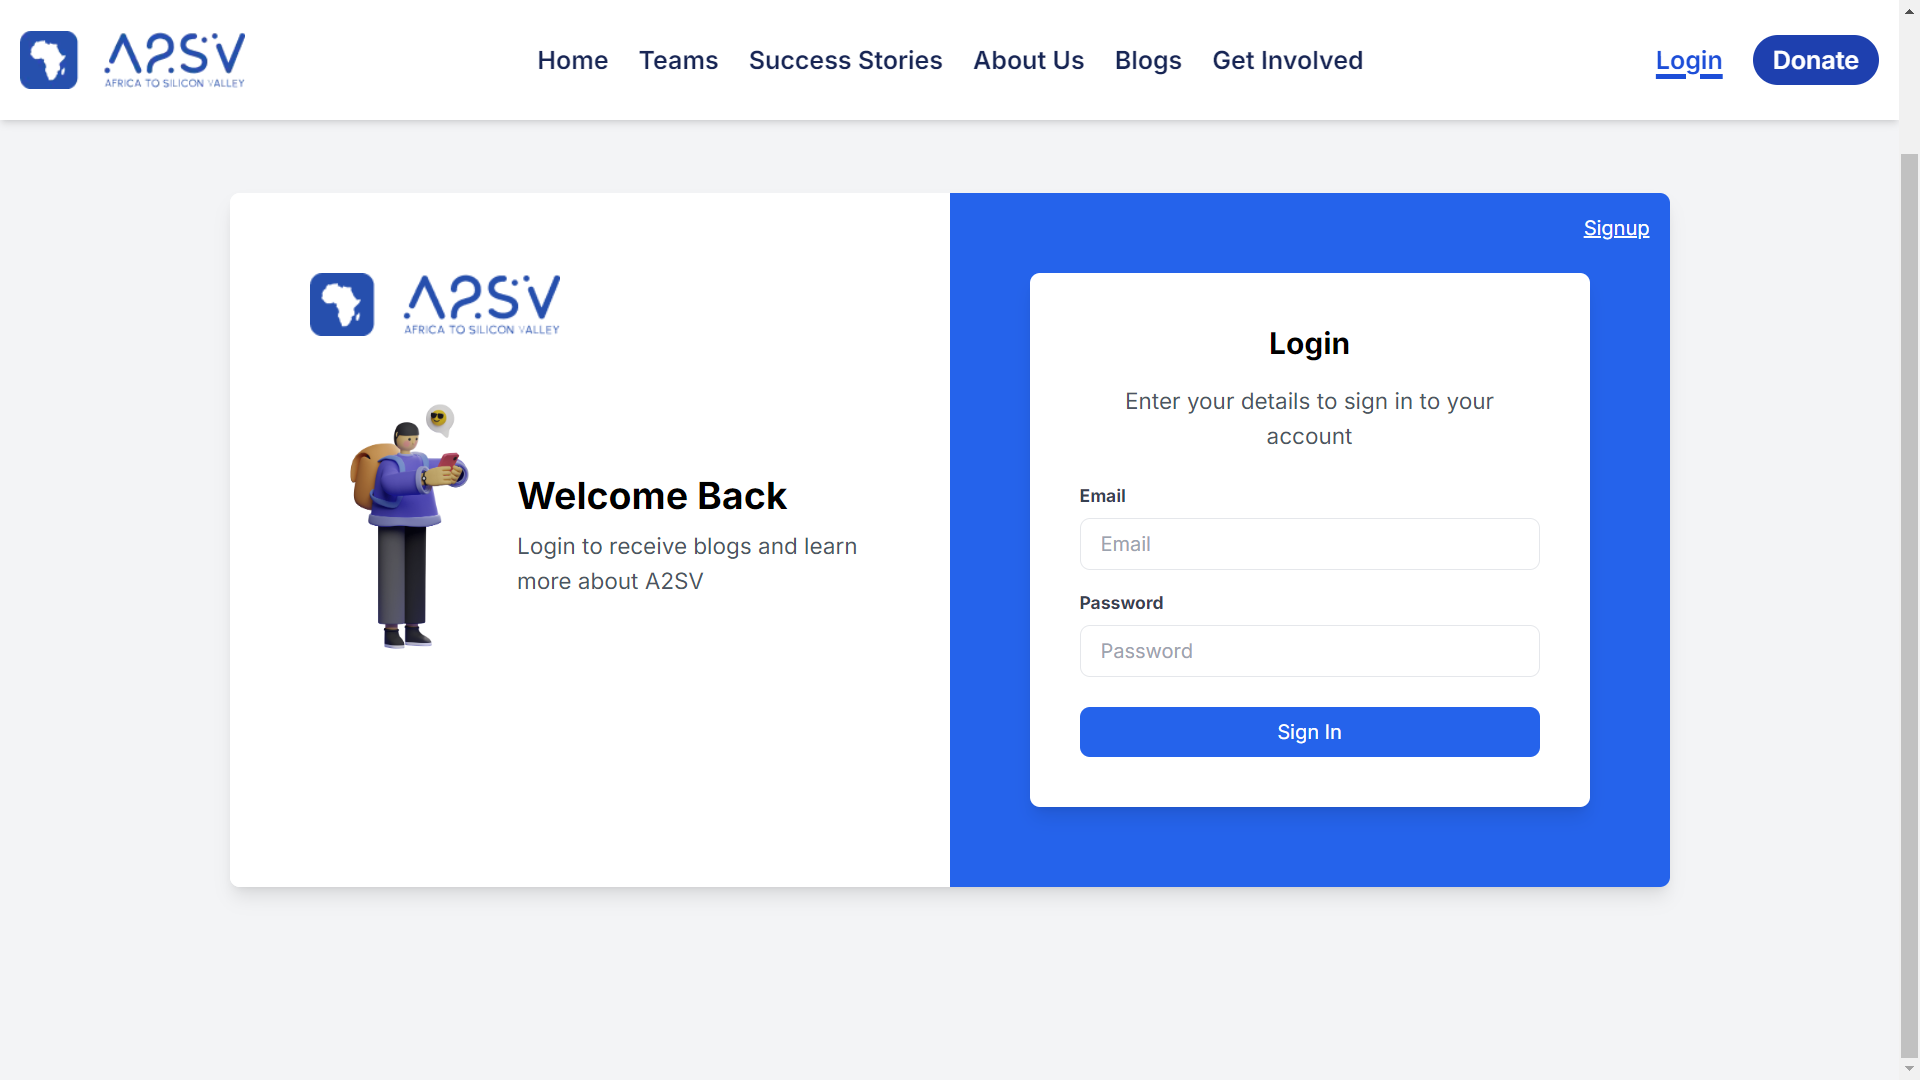 A2SV
AFRICA TO SILICON VALLEY
Home Teams Success Stories About Us Blogs Get Involved
Login Donate
A2SV
AFRICA TO SILICON VALLEY
Welcome Back
Login to receive blogs and learn
more about A2SV
Signup
Login
Enter your details to sign in to your
account
Email
Email
Password
Password
Sign In